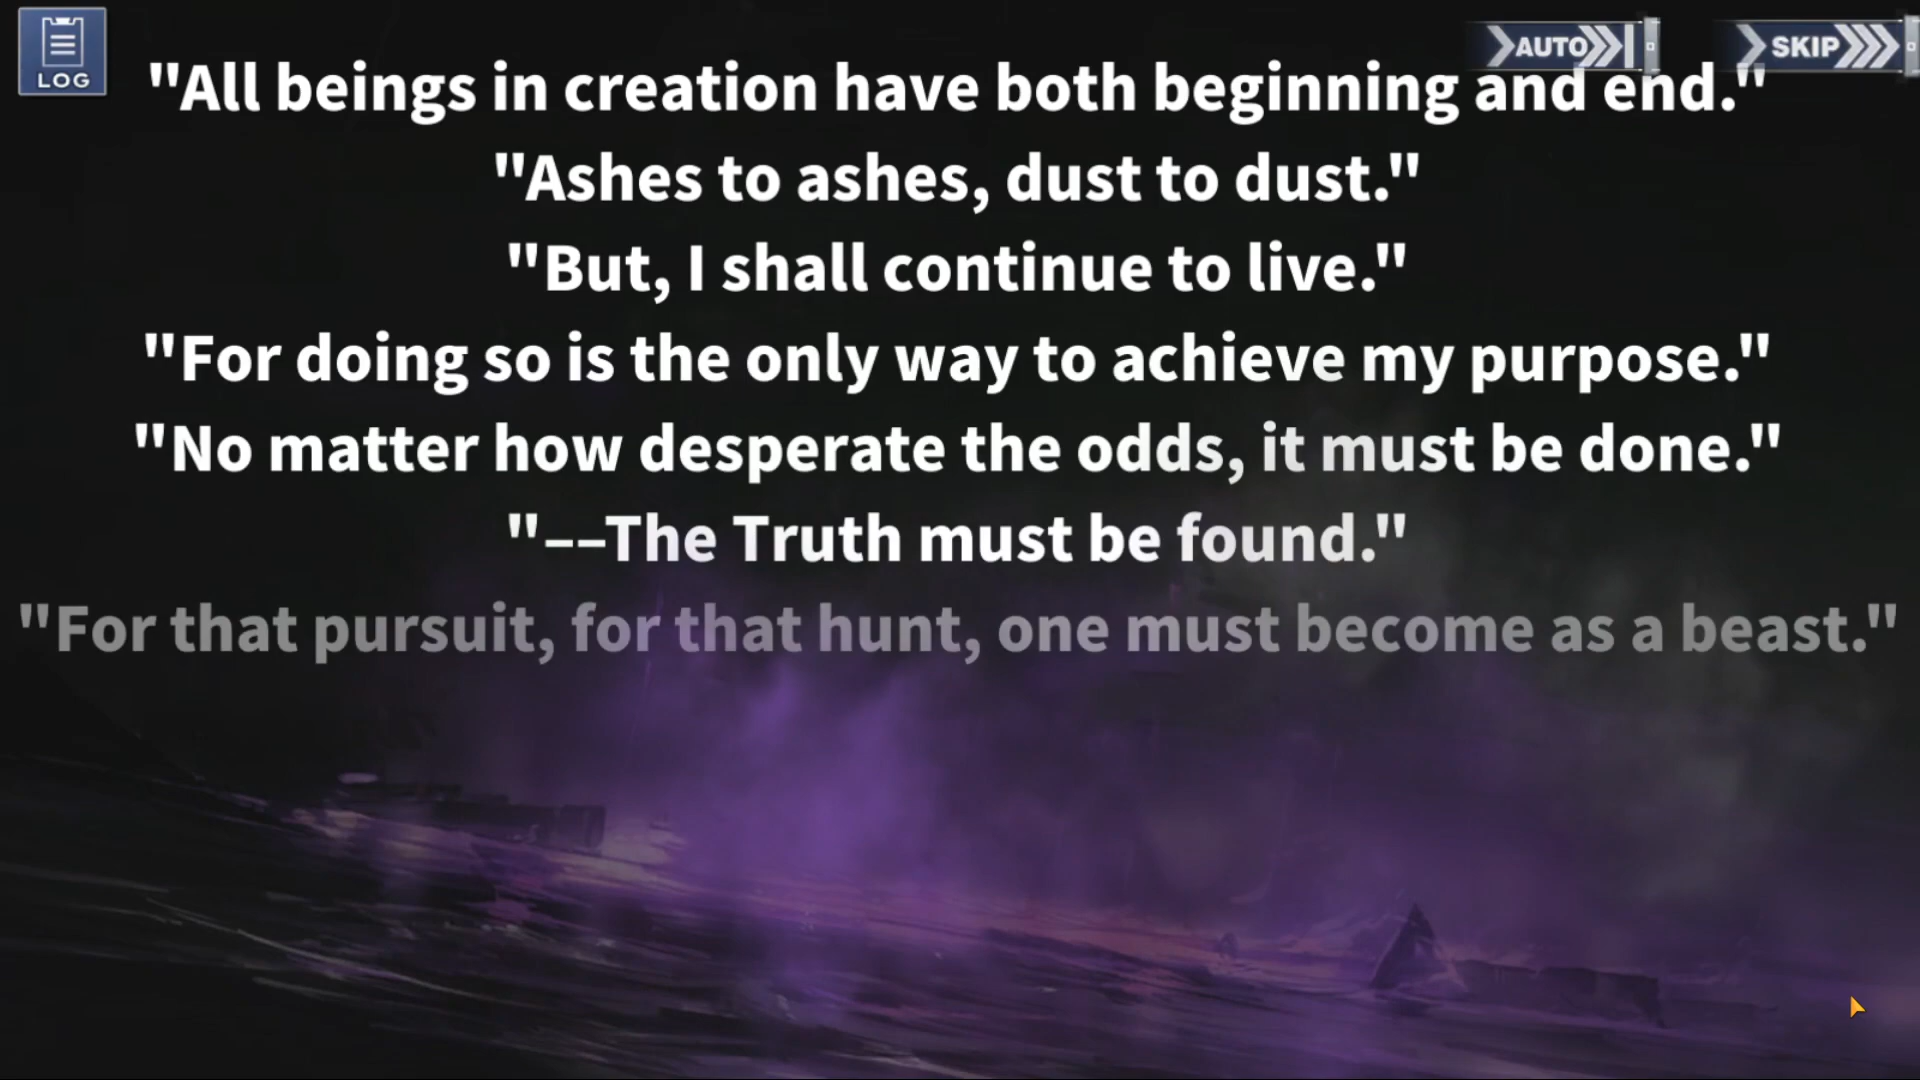 LOG
AUTO
SKIP
"All beings in creation have both beginning and end."
"Ashes to ashes, dust to dust."
"But, I shall continue to live."
"For doing so is the only way to achieve my purpose."
"No matter how desperate the odds, it must be done."
"--The Truth must be found."
"For that pursuit, for that hunt, one must become as a beast."